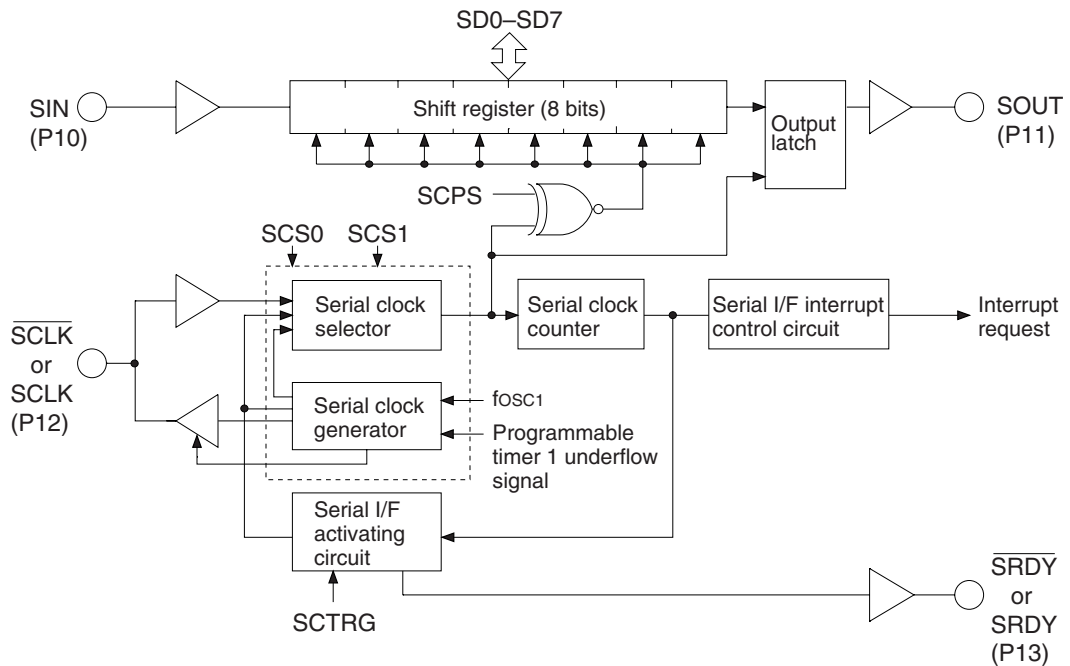 SD0–SD7
SIN
(P10)
Shift register (8 bits)
Output
latch
SOUT
(P11)
SCPS
SCS0
SCS1
Serial clock
selector
Serial clock
counter
Serial I/F interrupt
control circuit
Interrupt
request
SCLK
or
SCLK
(P12)
Serial clock
generator
fOSC1
Programmable
timer 1 underflow
signal
Serial I/F
activating
circuit
SCTRG
SRDY
or
SRDY
(P13)